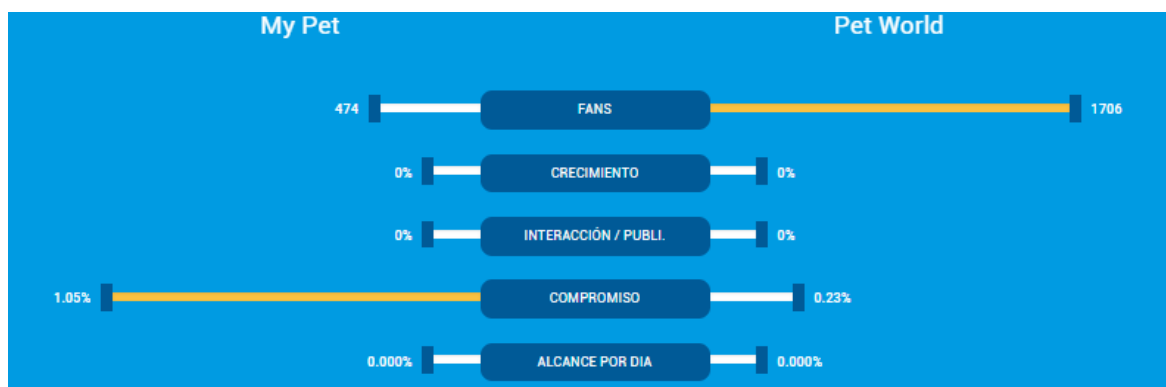 My Pet Pet World
474 FANS 1706
0% CRECIMIENTO 0%
0% INTERACCIÓN / PUBLI. 0%
1.05% COMPROMISO 0.23%
0.000% ALCANCE POR DIA 0.000%